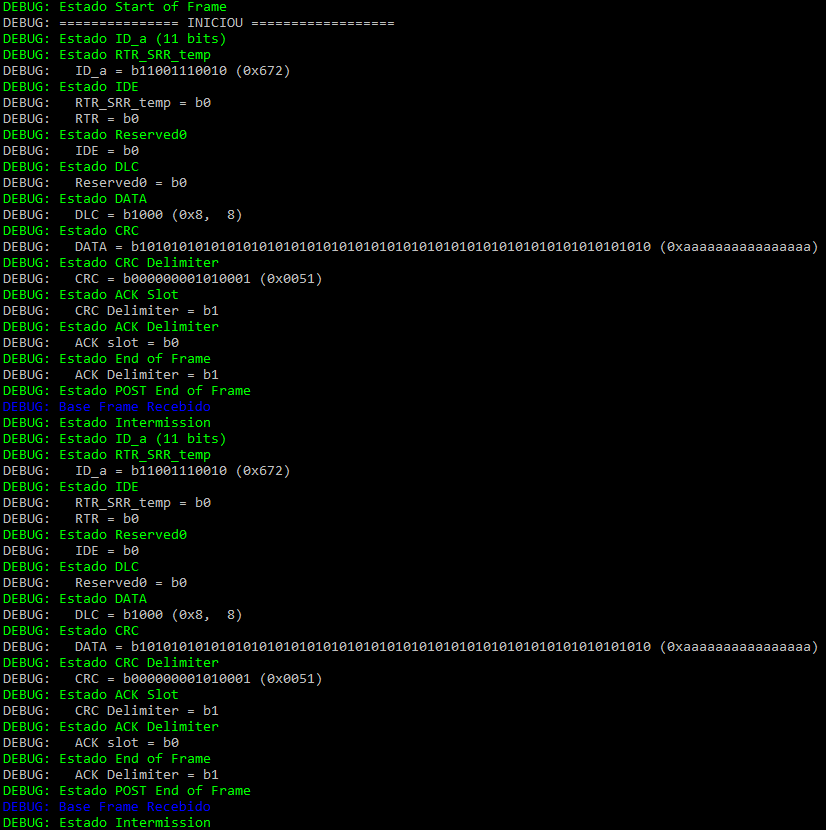 DEBUG: Estado Start of Frame
DEBUG: =============== INICIOU ==================
DEBUG: Estado ID_a (11 bits)
DEBUG: Estado RTR_SRR_temp
DEBUG:   ID_a = b11001110010 (0x672)
DEBUG: Estado IDE
DEBUG:   RTR_SRR_temp = b0
DEBUG:   RTR = b0
DEBUG: Estado Reserved0
DEBUG:   IDE = b0
DEBUG: Estado DLC
DEBUG:   Reserved0 = b0
DEBUG: Estado DATA
DEBUG:   DLC = b1000 (0x8,  8)
DEBUG: Estado CRC
DEBUG:   DATA = b1010101010101010101010101010101010101010101010101010101010101010 (0xaaaaaaaaaaaaaaaa)
DEBUG: Estado CRC Delimiter
DEBUG:   CRC = b000000001010001 (0x0051)
DEBUG: Estado ACK Slot
DEBUG:   CRC Delimiter = b1
DEBUG: Estado ACK Delimiter
DEBUG:   ACK slot = b0
DEBUG: Estado End of Frame
DEBUG:   ACK Delimiter = b1
DEBUG: Estado POST End of Frame
DEBUG: Base Frame Recebido
DEBUG: Estado Intermission
DEBUG: Estado ID_a (11 bits)
DEBUG: Estado RTR_SRR_temp
DEBUG:   ID_a = b11001110010 (0x672)
DEBUG: Estado IDE
DEBUG:   RTR_SRR_temp = b0
DEBUG:   RTR = b0
DEBUG: Estado Reserved0
DEBUG:   IDE = b0
DEBUG: Estado DLC
DEBUG:   Reserved0 = b0
DEBUG: Estado DATA
DEBUG:   DLC = b1000 (0x8,  8)
DEBUG: Estado CRC
DEBUG:   DATA = b1010101010101010101010101010101010101010101010101010101010101010 (0xaaaaaaaaaaaaaaaa)
DEBUG: Estado CRC Delimiter
DEBUG:   CRC = b000000001010001 (0x0051)
DEBUG: Estado ACK Slot
DEBUG:   CRC Delimiter = b1
DEBUG: Estado ACK Delimiter
DEBUG:   ACK slot = b0
DEBUG: Estado End of Frame
DEBUG:   ACK Delimiter = b1
DEBUG: Estado POST End of Frame
DEBUG: Base Frame Recebido
DEBUG: Estado Intermission